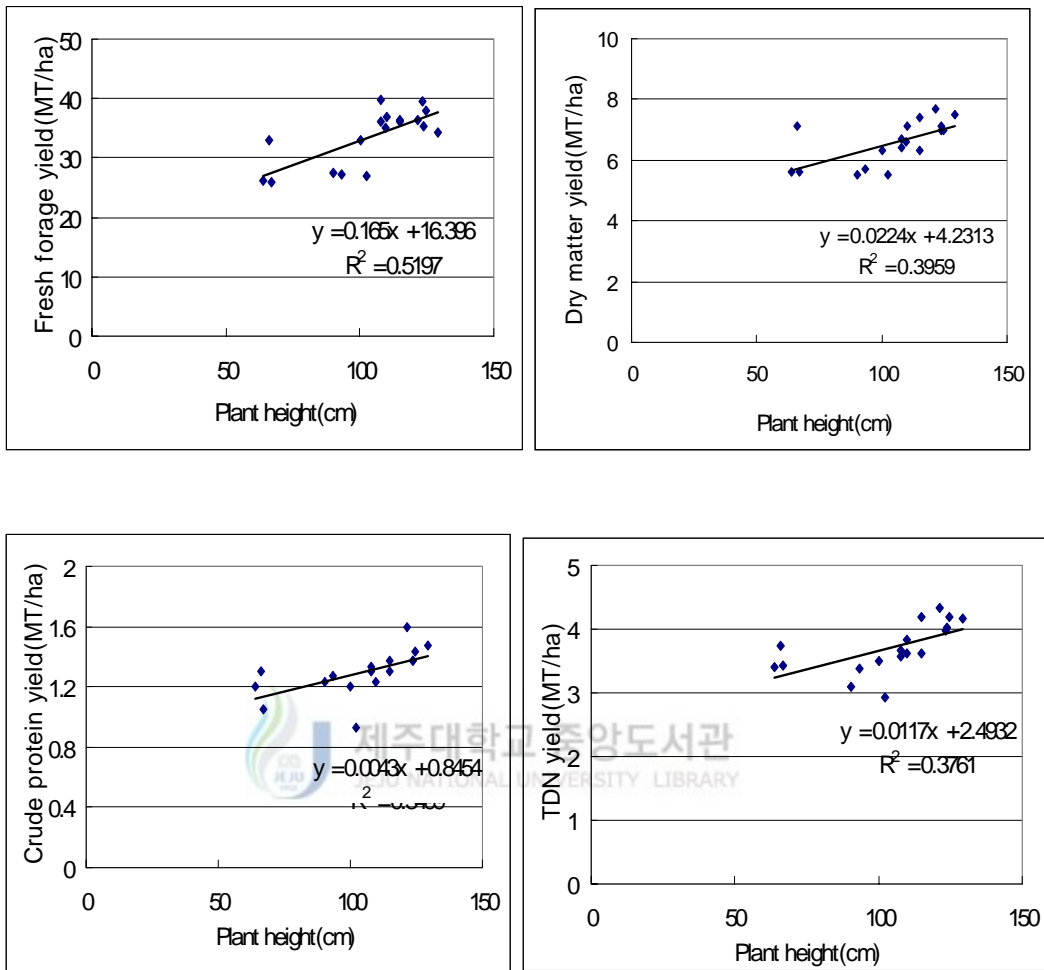 Fresh forage yield(MT/ha)
50
40
30
20
10
0
y =0.165x +16.396
R2 =0.5197
0 50 100 150
Plant height(cm)
Dry matter yield(MT/ha)
10
8
6
4
2
0
y =0.0224x +4.2313
R2 =0.3959
0 50 100 150
Plant height(cm)
Crude protein yield(MT/ha)
2
1.6
1.2
0.8
0.4
0
y =0.0043x +0.8454
0 50 100 150
Plant height(cm)
TDN yield(MT/ha)
5
4
3
2
1
0
y =0.0117x +2.4932
R2 =0.3761
0 50 100 150
Plant height(cm)
제주대학교 중앙도서관
JEJU NATIONAL UNIVERSITY LIBRARY
JEJU
1952